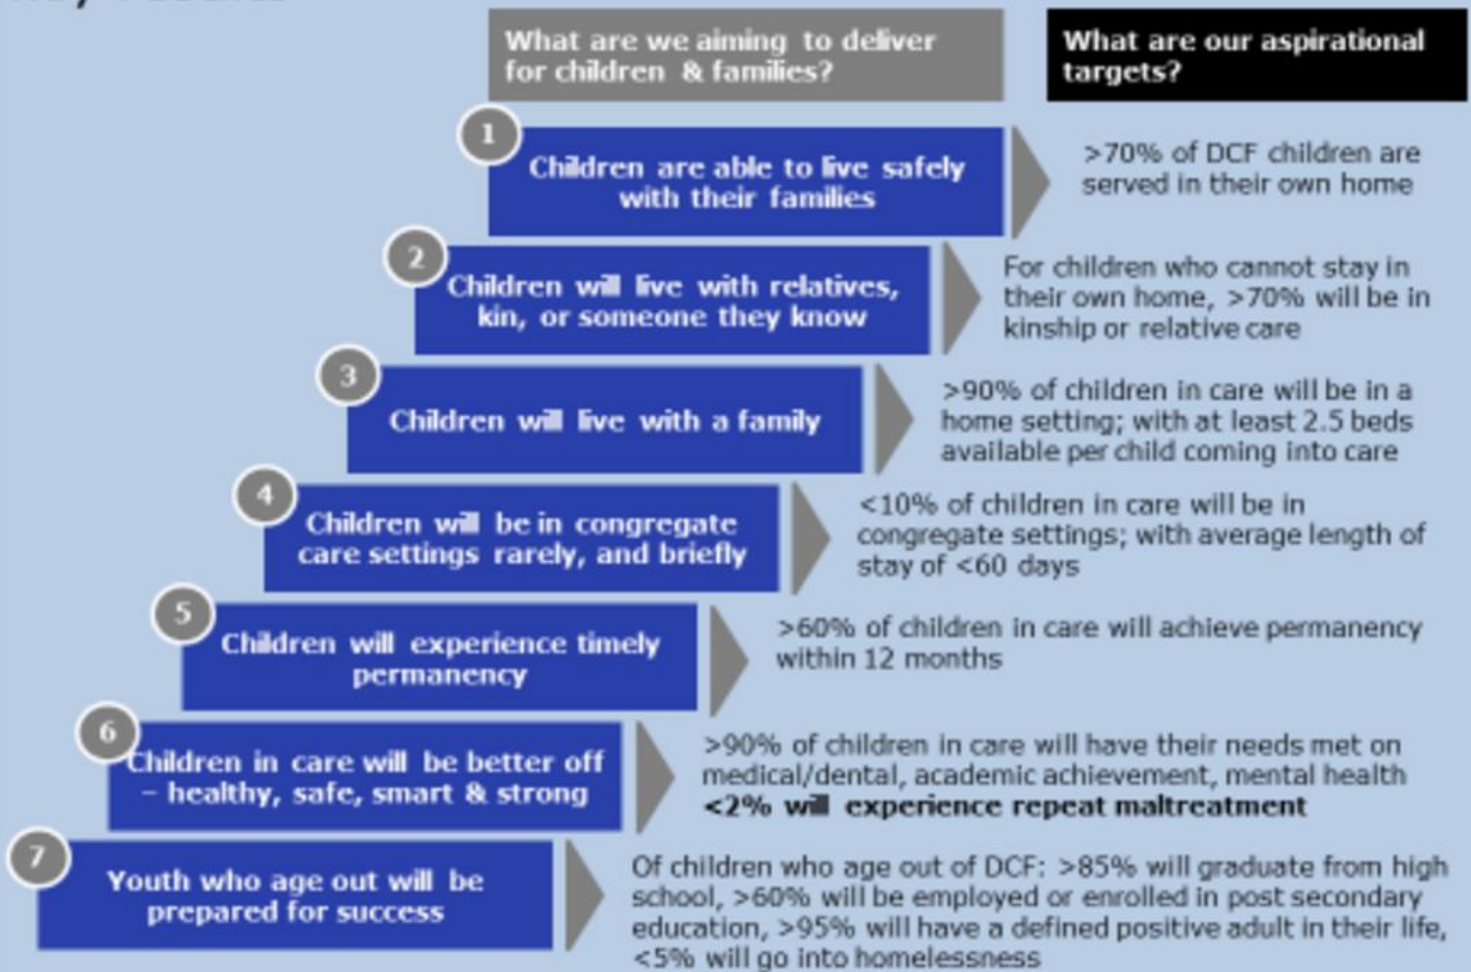 What are we aiming to deliver
for children & families?
What are our aspirational
targets?
1
Children are able to live safely
with their families
>70% of DCF children are
served in their own home
2
Children will live with relatives,
kin, or someone they know
For children who cannot stay in
their own home, >70% will be in
kinship or relative care
3
Children will live with a family
>90% of children in care will be in a
home setting; with at least 2.5 beds
available per child coming into care
4
Children will be in congregate
care settings rarely, and briefly
<10% of children in care will be in
congregate settings; with average length of
stay of <60 days
5
Children will experience timely
permanency
>60% of children in care will achieve permanency
within 12 months
6
Children in care will be better off
– healthy, safe, smart & strong
>90% of children in care will have their needs met on
medical/dental, academic achievement, mental health
<2% will experience repeat maltreatment
7
Youth who age out will be
prepared for success
Of children who age out of DCF: >85% will graduate from high
school, >60% will be employed or enrolled in post secondary
education, >95% will have a defined positive adult in their life,
<5% will go into homelessness